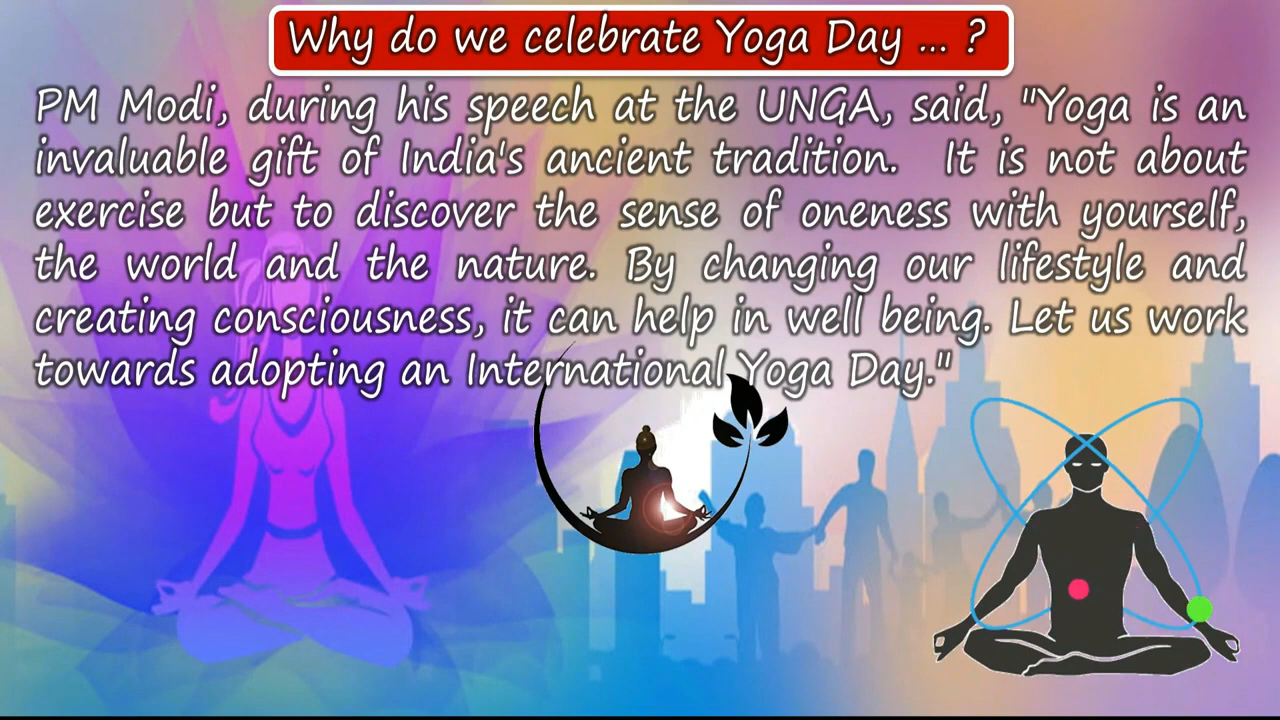 Why do we celebrate Yoga Day ... ?
PM Modi, during his speech at the UNGA, said, "Yoga is an
invaluable gift of India's ancient tradition. It is not about
exercise but to discover the sense of oneness with yourself,
the world and the nature. By changing our lifestyle and
creating consciousness, it can help in well being. Let us work
towards adopting an International Yoga Day."